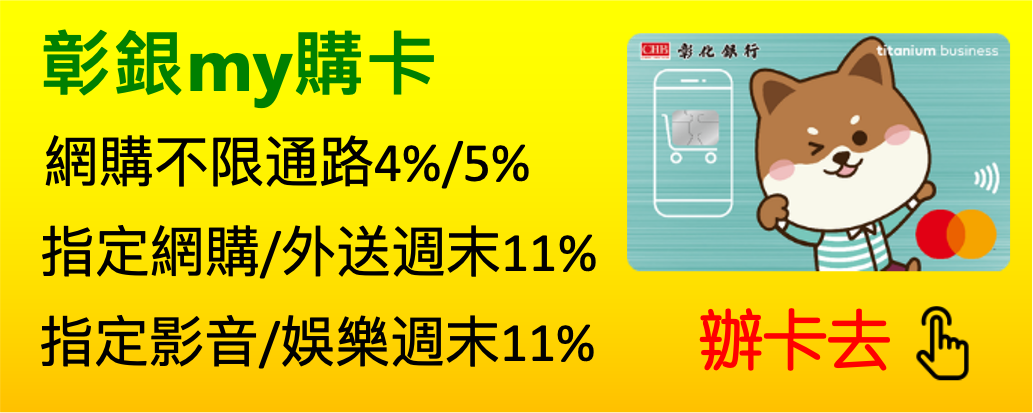 彰銀my購卡
網購不限通路4%/5%
指定網購/外送週末11%
指定影音/娛樂週末11%
CHB 彰化銀行
titanium business
辦卡去